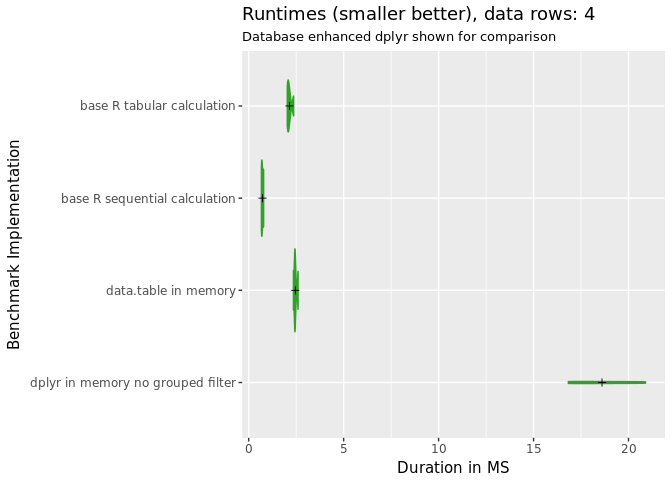 Runtimes (smaller better), data rows: 4
Database enhanced dplyr shown for comparison
Benchmark Implementation
base R tabular calculation
base R sequential calculation
data.table in memory
dplyr in memory no grouped filter
0 5 10 15 20
Duration in MS